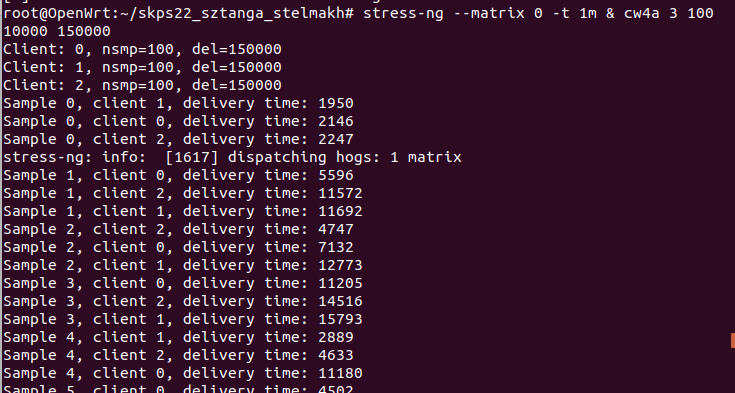 root@OpenWrt:~/skps22_sztanga_stelmakh# stress-ng --matrix 0 -t 1m & cw4a 3 100
10000 150000
Client: 0, nsmp=100, del=150000
Client: 1, nsmp=100, del=150000
Client: 2, nsmp=100, del=150000
Sample 0, client 1, delivery time: 1950
Sample 0, client 0, delivery time: 2146
Sample 0, client 2, delivery time: 2247
stress-ng: info:  [1617] dispatching hogs: 1 matrix
Sample 1, client 0, delivery time: 5596
Sample 1, client 2, delivery time: 11572
Sample 1, client 1, delivery time: 11692
Sample 2, client 2, delivery time: 4747
Sample 2, client 0, delivery time: 7132
Sample 2, client 1, delivery time: 12773
Sample 3, client 0, delivery time: 11205
Sample 3, client 2, delivery time: 14516
Sample 3, client 1, delivery time: 15793
Sample 4, client 1, delivery time: 2889
Sample 4, client 2, delivery time: 4633
Sample 4, client 0, delivery time: 11180
Sample 5, client 0, delivery time: 4502